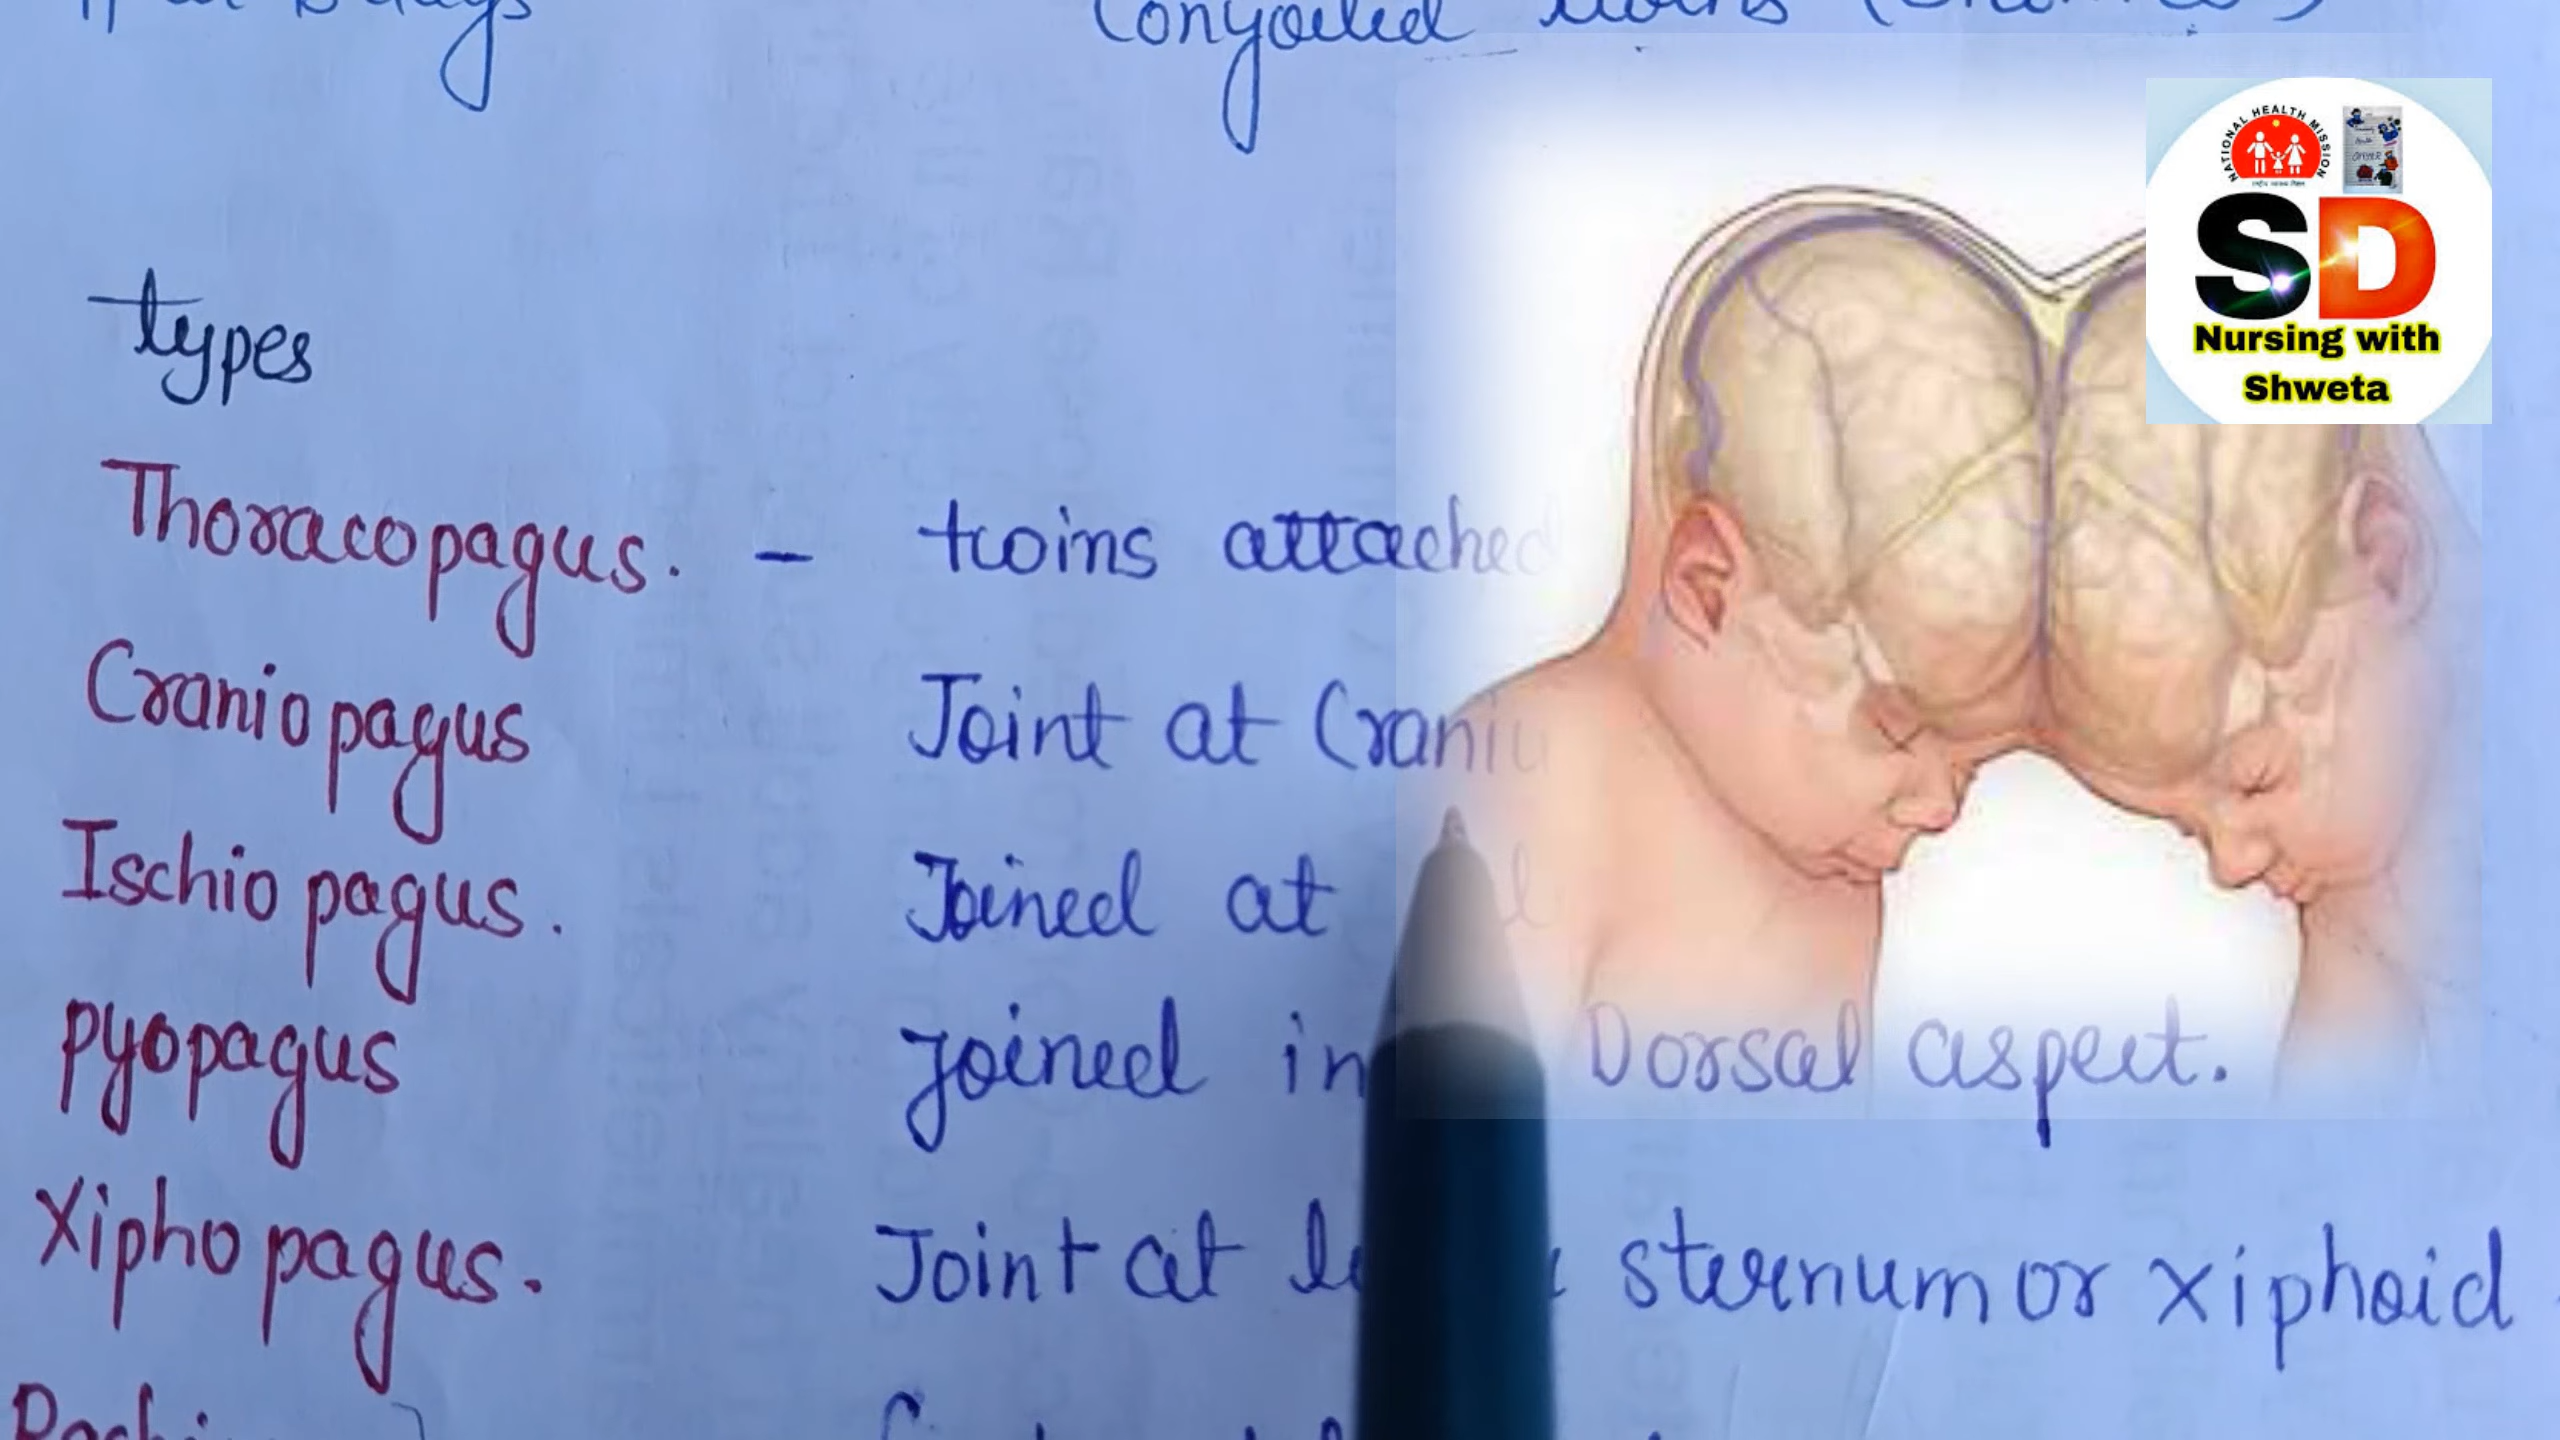 types
Thoracopagus. - twins attached
Craniopagus Joint at Craniu
Ischiopagus. Joined at
Pyopagus joined in Dorsal aspect.
Xiphopagus. Joint at sternum or xiphoid
NATIONAL HEALTH MISSION
SD
Nursing with
Shweta